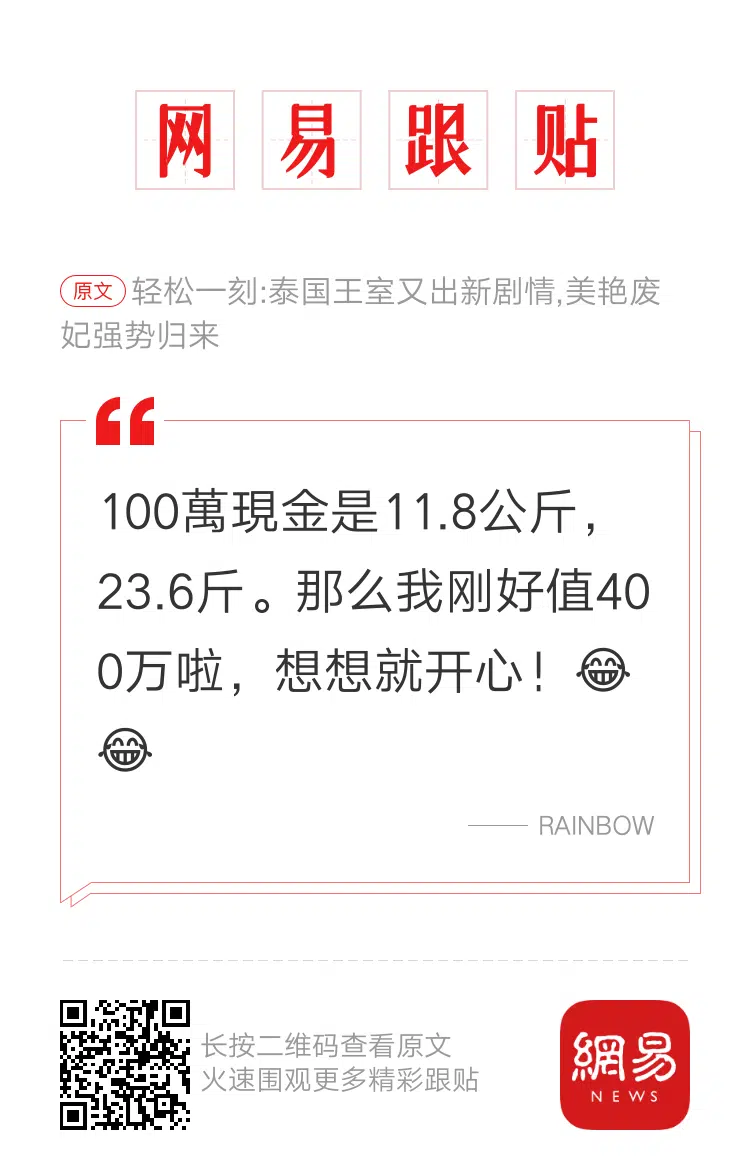 网易跟贴
原文 轻松一刻:泰国王室又出新剧情,美艳废
妃强势归来
100萬現金是11.8公斤，
23.6斤。那么我刚好值40
0万啦，想想就开心！😂
😂
—— RAINBOW
长按二维码查看原文
火速围观更多精彩跟贴
網易
NEWS